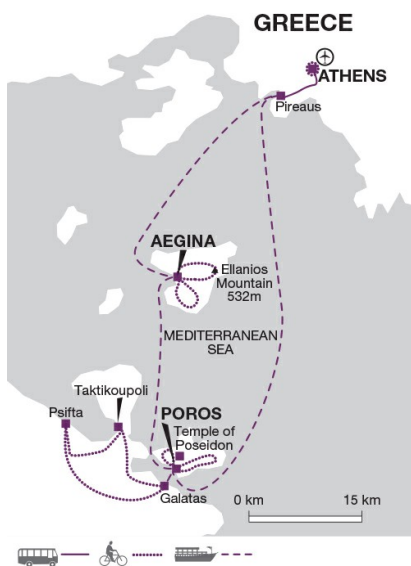 GREECE
ATHENS
Pireaus
AEGINA
Ellanios
Mountain
532m
MEDITERRANEAN
SEA
Taktikoupoli
Psifta
POROS
Temple of
Poseidon
Galatas
0 km
15 km